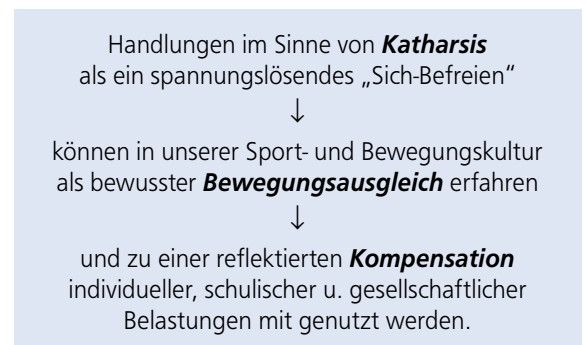 Handlungen im Sinne von Katharsis
als ein spannungslösendes „Sich-Befreien“
↓
können in unserer Sport- und Bewegungskultur
als bewusster Bewegungsausgleich erfahren
↓
und zu einer reflektierten Kompensation
individueller, schulischer u. gesellschaftlicher
Belastungen mit genutzt werden.